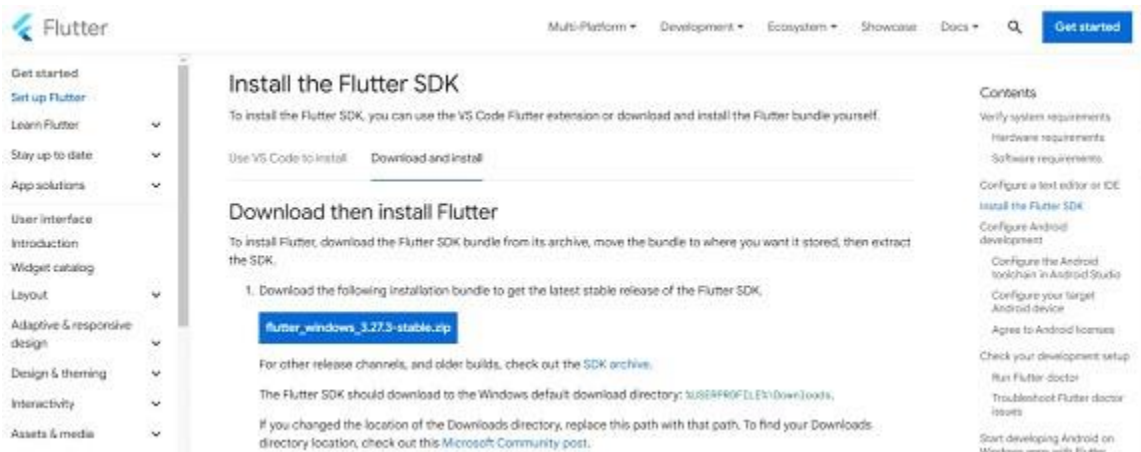 Flutter
Multi-Platform
Development
Ecosystem
Showcase
Docs
Get started
Get started
Set up Flutter
Learn Flutter
Stay up to date
App solutions
User interface
Introduction
Widget catalog
Layout
Adaptive & responsive
design
Design & theming
Interactivity
Assets & media
Install the Flutter SDK
To install the Flutter SDK, you can use the VS Code Flutter extension or download and install the Flutter bundle yourself.
Use VS Code to install
Download and install
Download then install Flutter
To install Flutter, download the Flutter SDK bundle from its archive, move the bundle to where you want it stored, then extract
the SDK.
1. Download the following installation bundle to get the latest stable release of the Flutter SDK.
flutter_windows_3.27.3-stable.zip
For other release channels, and older builds, check out the SDK archive.
The Flutter SDK should download to the Windows default download directory: %USERPROFILE%\Downloads.
If you changed the location of the Downloads directory, replace this path with that path. To find your Downloads
directory location, check out this Microsoft Community post.
Contents
Verify system requirements
Hardware requirements
Software requirements
Configure a text editor or IDE
Install the Flutter SDK
Configure Android
development
Configure the Android
toolchain in Android Studio
Configure your target
Android device
Agree to Android licenses
Check your development setup
Run Flutter doctor
Troubleshoot Flutter doctor
issues
Start developing Android on
Windows apps with Flutter